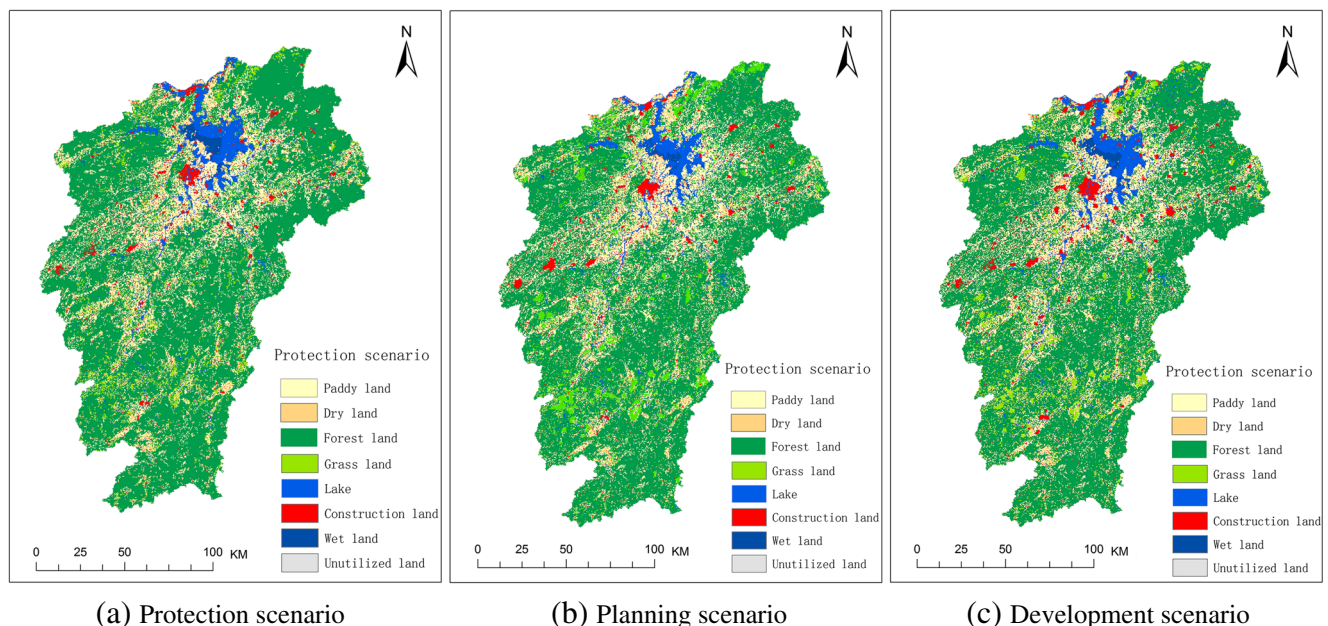 N
Protection scenario
Paddy land
Dry land
Forest land
Grass land
Lake
Construction land
Wet land
Unutilized land
0 25 50 100 KM
(a) Protection scenario
N
Protection scenario
Paddy land
Dry land
Forest land
Grass land
Lake
Construction land
Wet land
Unutilized land
0 25 50 100 KM
(b) Planning scenario
N
Protection scenario
Paddy land
Dry land
Forest land
Grass land
Lake
Construction land
Wet land
Unutilized land
0 25 50 100 KM
(c) Development scenario